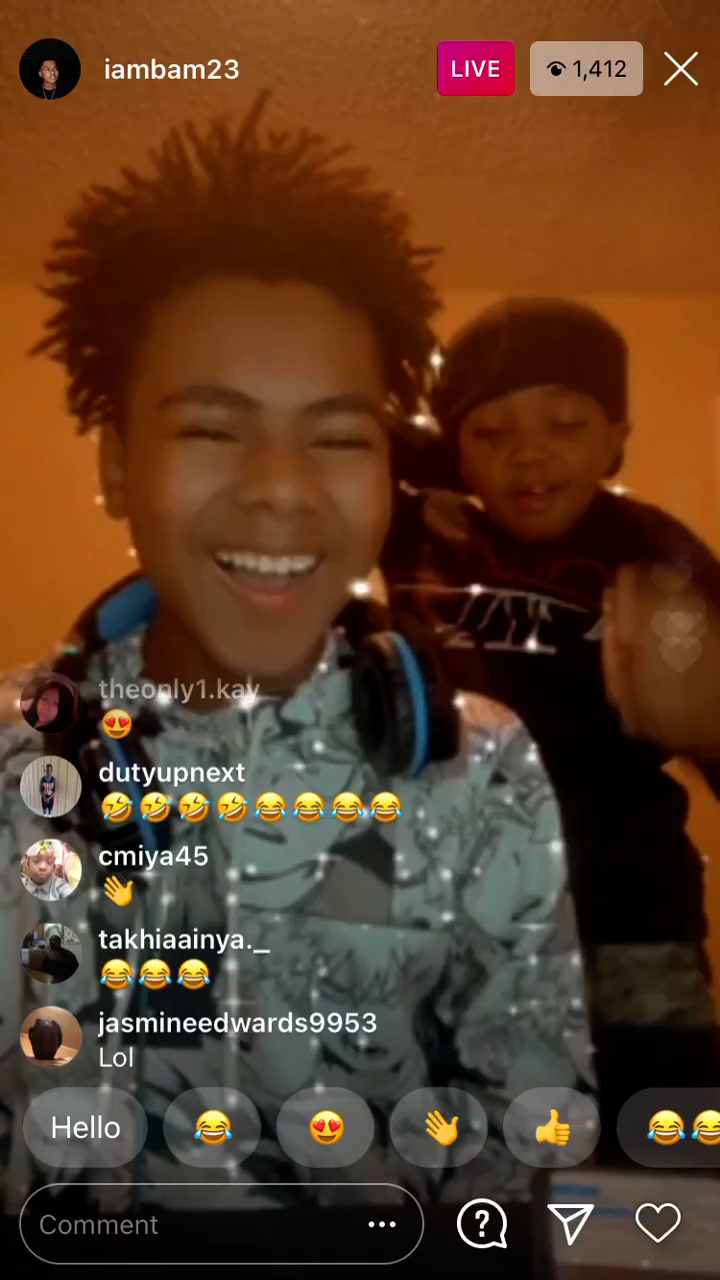 iambam23
LIVE
1,412
theonly1.kay
😍
dutyupnext
🤣🤣🤣🤣😂😂😂😂
cmiya45
👋
takhiaainya._
😂😂😂
jasmineedwards9953
Lol
Hello 😂 😍 👋 👍 😂😂
Comment